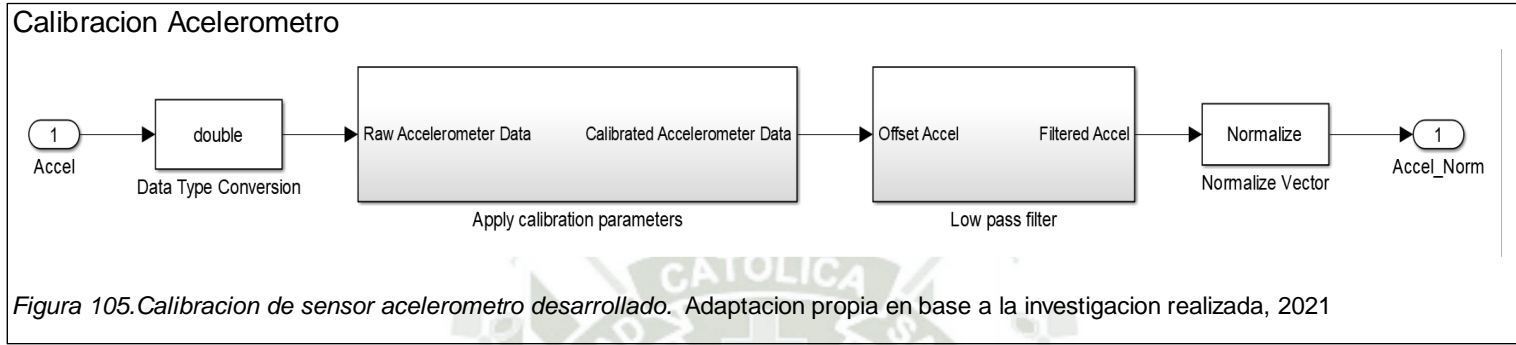 Calibracion Acelerometro
1
Accel
double
Data Type Conversion
Raw Accelerometer Data
Calibrated Accelerometer Data
Apply calibration parameters
Offset Accel
Filtered Accel
Low pass filter
Normalize
Normalize Vector
1
Accel_Norm
CATOLICA
Figura 105.Calibracion de sensor acelerometro desarrollado. Adaptacion propia en base a la investigacion realizada, 2021